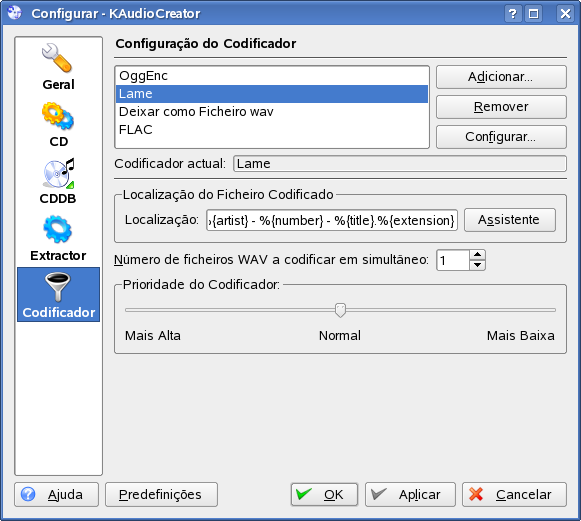 Configurar - KAudioCreator
Geral
CD
CDDB
Extractor
Codificador
Configuração do Codificador
OggEnc
Lame
Deixar como Ficheiro wav
FLAC
Adicionar...
Remover
Configurar...
Codificador actual: Lame
Localização do Ficheiro Codificado
Localização: {artist} - %{number} - %{title}.%{extension} Assistente
Número de ficheiros WAV a codificar em simultâneo: 1
Prioridade do Codificador:
Mais Alta Normal Mais Baixa
Ajuda Predefinições OK Aplicar Cancelar